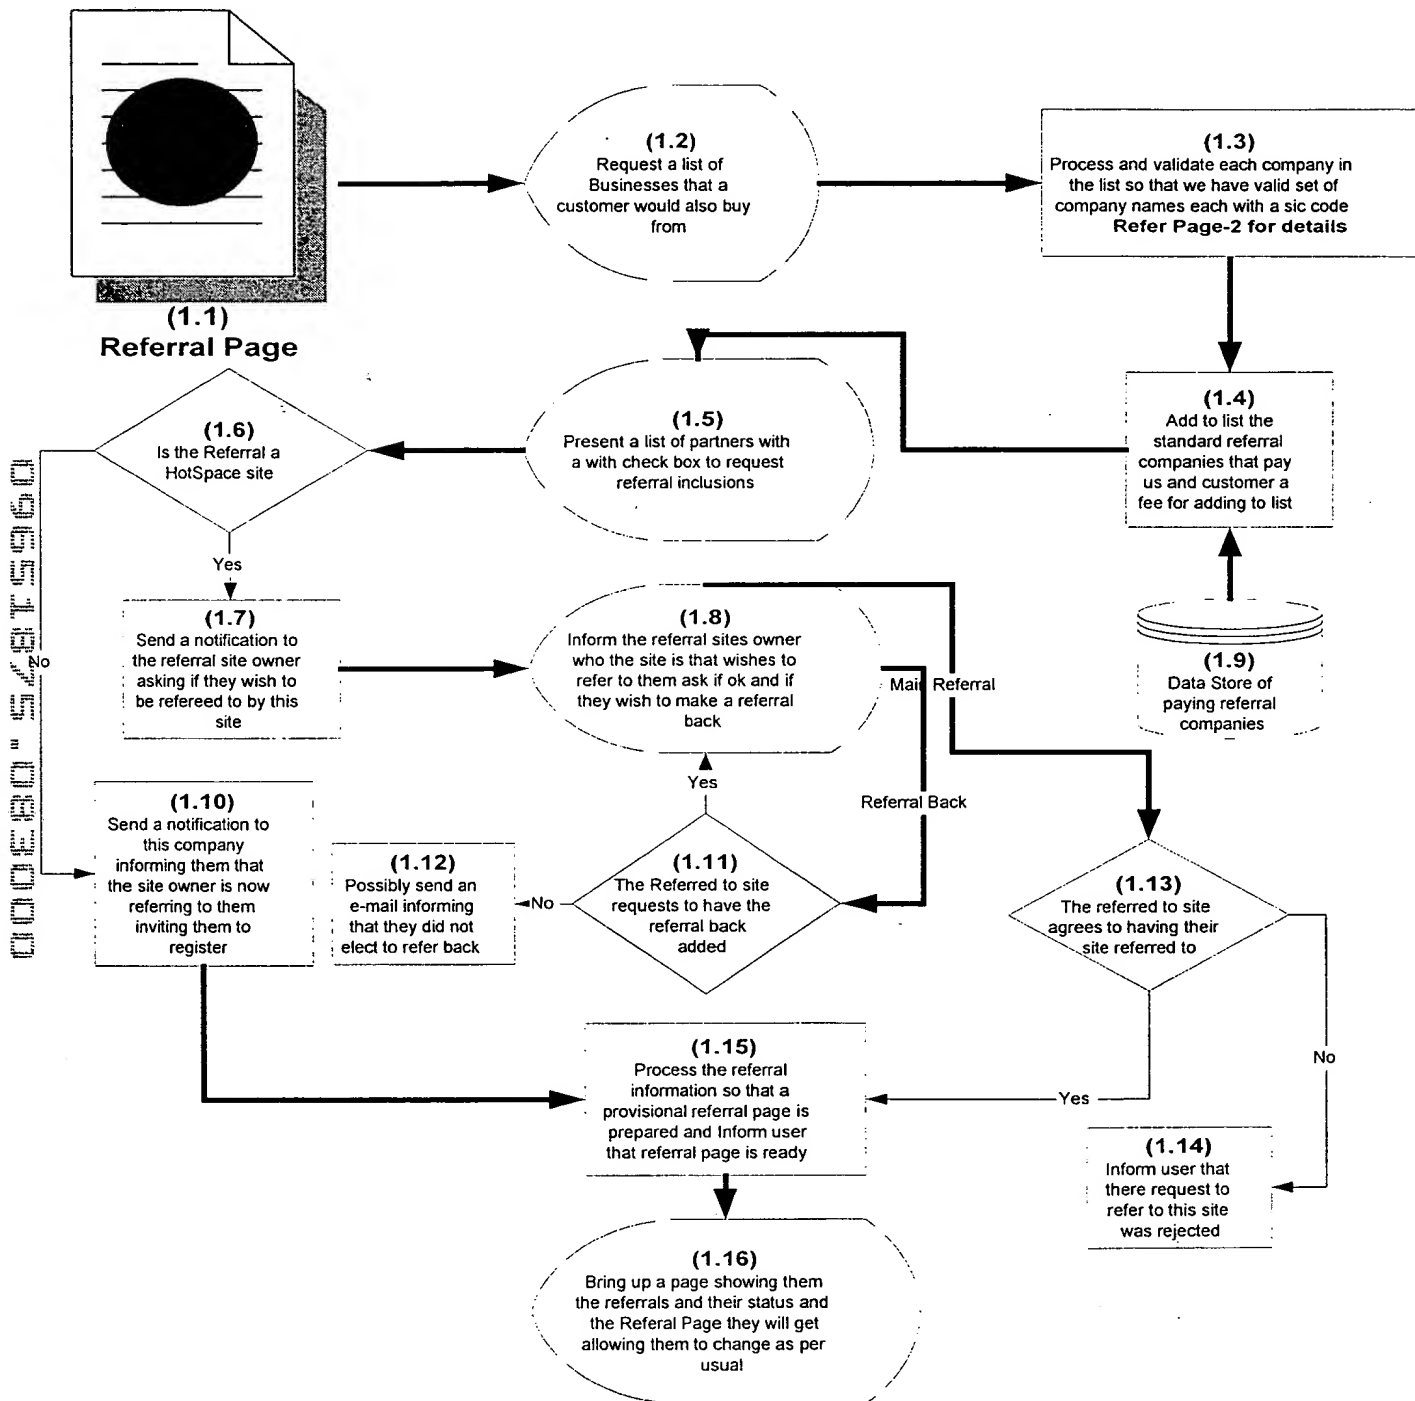 (1.1)
Referral Page
(1.2)
Request a list of
Businesses that a
customer would also buy
from
(1.3)
Process and validate each company in
the list so that we have valid set of
company names each with a sic code
Refer Page-2 for details
(1.4)
Add to list the
standard referral
companies that pay
us and customer a
fee for adding to list
(1.5)
Present a list of partners with
a with check box to request
referral inclusions
(1.6)
Is the Referral a
HotSpace site
Yes
No
(1.7)
Send a notification to
the referral site owner
asking if they wish to
be refereed to by this
site
(1.8)
Inform the referral sites owner
who the site is that wishes to
refer to them ask if ok and if
they wish to make a referral
back
Main Referral
(1.9)
Data Store of
paying referral
companies
Yes
Referral Back
(1.10)
Send a notification to
this company
informing them that
the site owner is now
referring to them
inviting them to
register
(1.12)
Possibly send an
e-mail informing
that they did not
elect to refer back
No
(1.11)
The Referred to site
requests to have the
referral back
added
(1.13)
The referred to site
agrees to having their
site referred to
No
Yes
(1.15)
Process the referral
information so that a
provisional referral page is
prepared and Inform user
that referral page is ready
(1.14)
Inform user that
there request to
refer to this site
was rejected
(1.16)
Bring up a page showing them
the referrals and their status and
the Referal Page they will get
allowing them to change as per
usual
09651875.083000